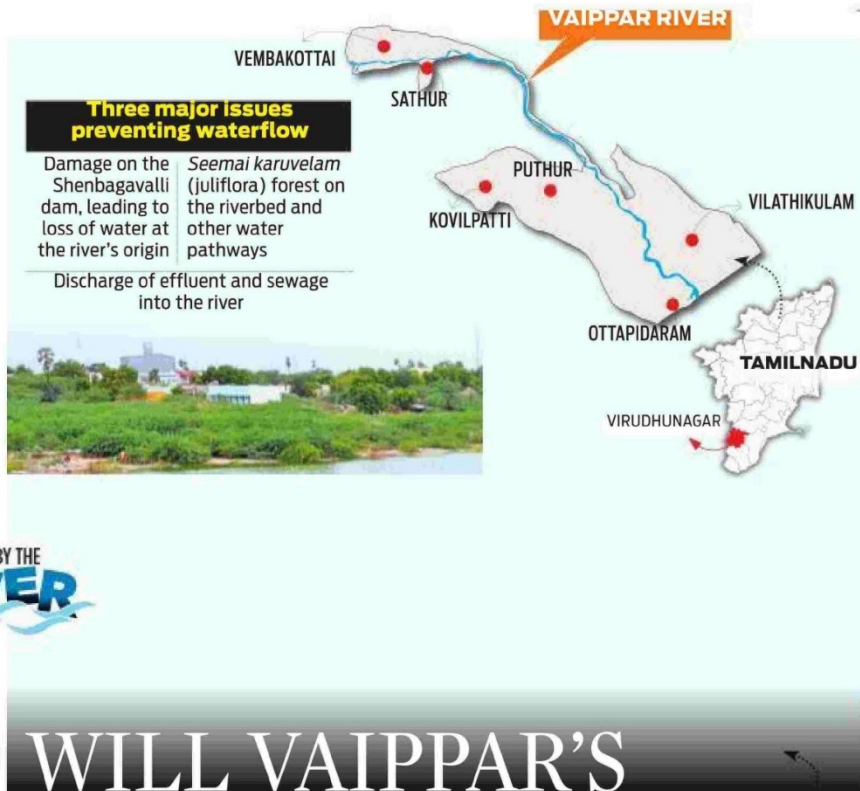 VAIPPAR RIVER
VEMBAKOTTAI
SATHUR
Three major issues
preventing waterflow
Damage on the
Shenbagavalli
dam, leading to
loss of water at
the river's origin
Seemai karuvelam
(juliflora) forest on
the riverbed and
other water
pathways
Discharge of effluent and sewage
into the river
PUTHUR
KOVILPATTI
VILATHIKULAM
OTTAPIDARAM
TAMILNADU
VIRUDHUNAGAR
BY THE
WILL VAIPPAR'S